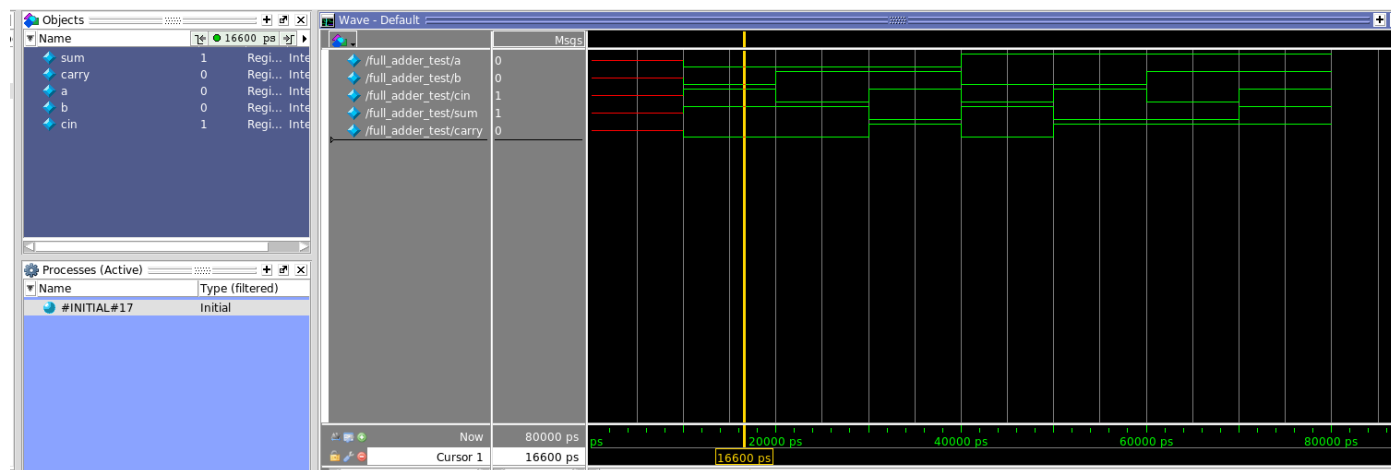 Objects
Name 16600 ps
sum 1 Regi... Inte
carry 0 Regi... Inte
a 0 Regi... Inte
b 0 Regi... Inte
cin 1 Regi... Inte
Processes (Active)
Name Type (filtered)
#INITIAL#17 Initial
Wave - Default
Msgs
/full_adder_test/a 0
/full_adder_test/b 0
/full_adder_test/cin 1
/full_adder_test/sum 1
/full_adder_test/carry 0
Now 80000 ps
ps 20000 ps 40000 ps 60000 ps 80000 ps
Cursor 1 16600 ps 16600 ps